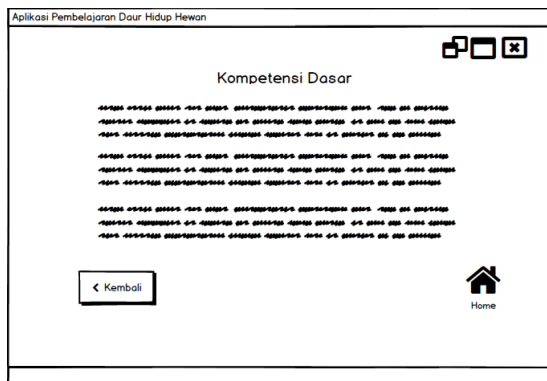 Aplikasi Pembelajaran Daur Hidup Hewan
Kompetensi Dasar
Kembali
Home